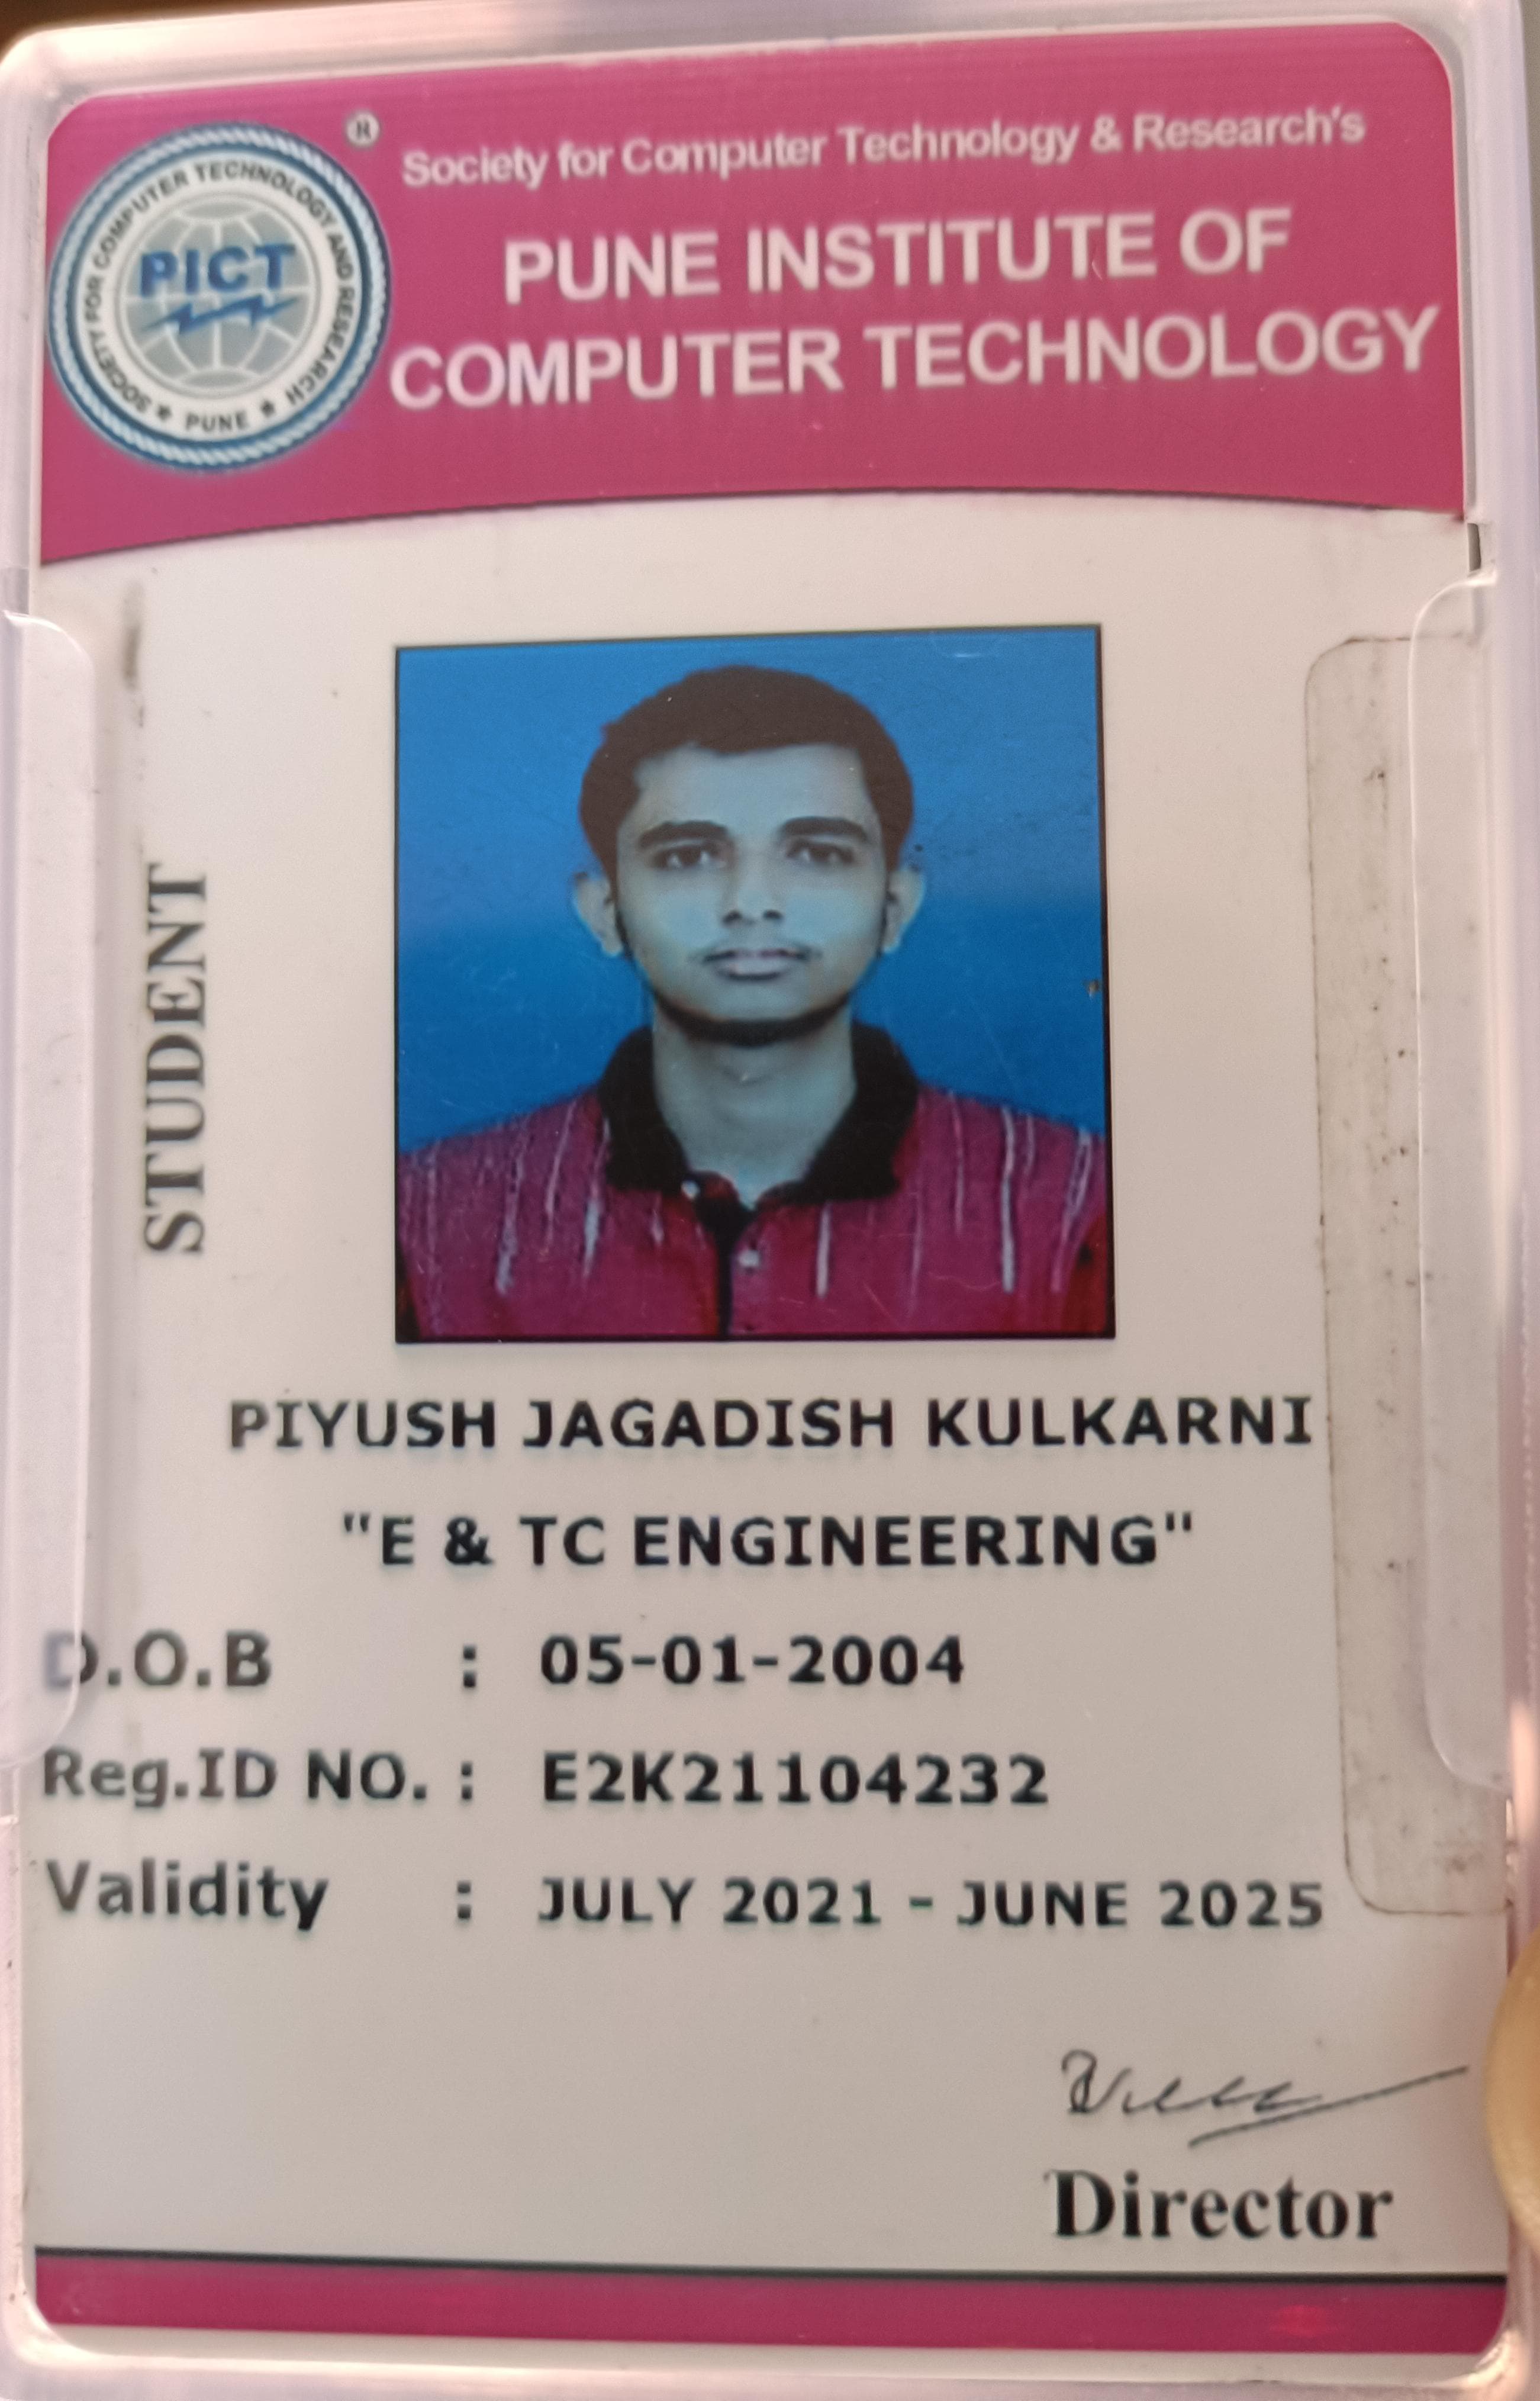 ®
Society for Computer Technology & Research's
PUNE INSTITUTE OF
COMPUTER TECHNOLOGY
SOCIETY FOR COMPUTER TECHNOLOGY AND RESEARCH
★ PUNE ★
PICT
STUDENT
PIYUSH JAGADISH KULKARNI
"E & TC ENGINEERING"
D.O.B : 05-01-2004
Reg.ID NO. : E2K21104232
Validity : JULY 2021 - JUNE 2025
Director